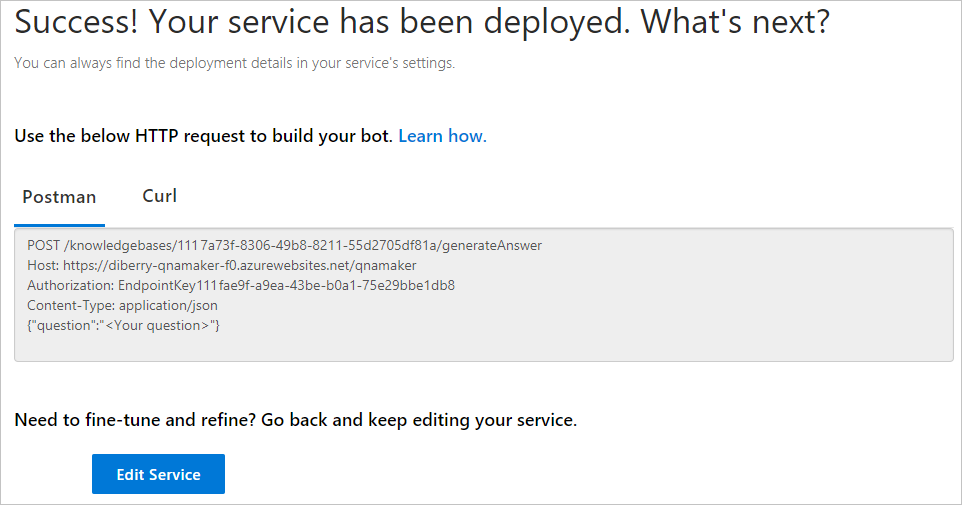 Success! Your service has been deployed. What's next?
You can always find the deployment details in your service's settings.
Use the below HTTP request to build your bot. Learn how.
Postman Curl
POST /knowledgebases/1117a73f-8306-49b8-8211-55d2705df81a/generateAnswer
Host: https://diberry-qnamaker-f0.azurewebsites.net/qnamaker
Authorization: EndpointKey111fae9f-a9ea-43be-b0a1-75e29bbe1db8
Content-Type: application/json
{"question":"<Your question>"}
Need to fine-tune and refine? Go back and keep editing your service.
Edit Service